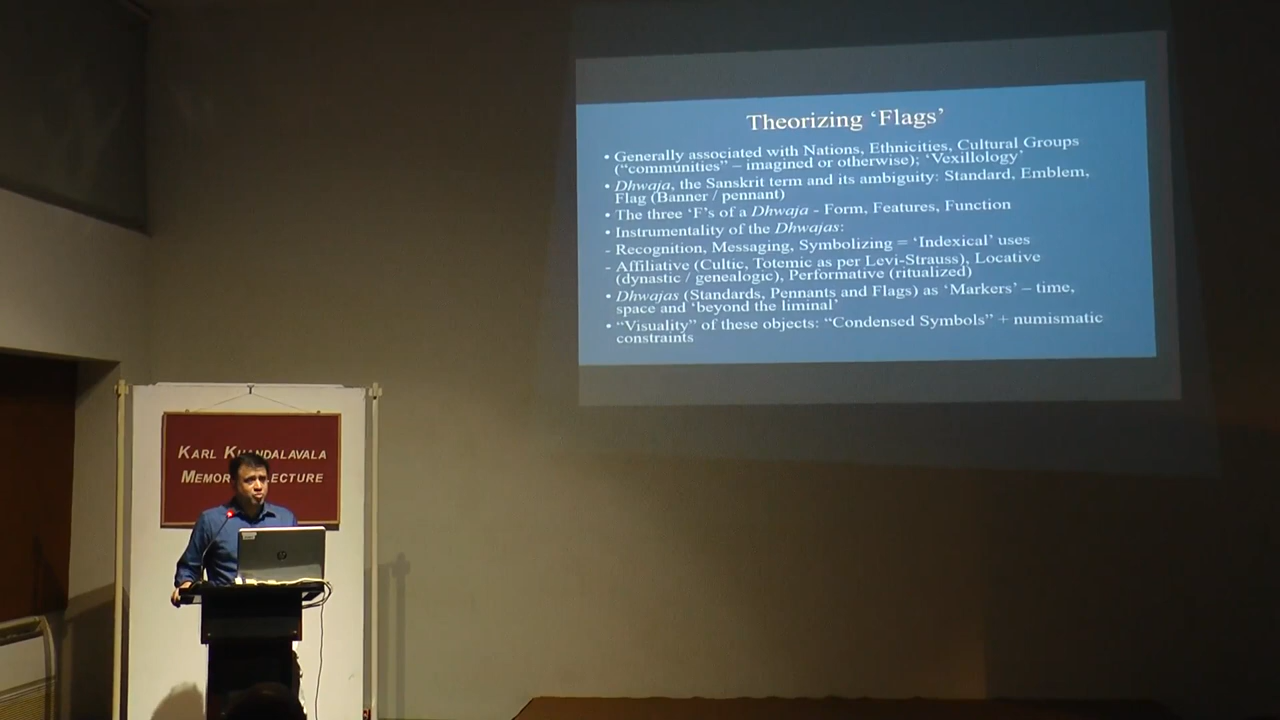 Theorizing ‘Flags’
• Generally associated with Nations, Ethnicities, Cultural Groups
(“communities” – imagined or otherwise); ‘Vexillology’
• Dhwaja, the Sanskrit term and its ambiguity: Standard, Emblem,
Flag (Banner / pennant)
• The three ‘F’s of a Dhwaja - Form, Features, Function
• Instrumentality of the Dhwajas:
- Recognition, Messaging, Symbolizing = ‘Indexical’ uses
- Affiliative (Cultic, Totemic as per Levi-Strauss), Locative
(dynastic / genealogic), Performative (ritualized)
• Dhwajas (Standards, Pennants and Flags) as ‘Markers’ – time,
space and ‘beyond the liminal’
• “Visuality” of these objects: “Condensed Symbols” + numismatic
constraints
KARL KHANDALAVALA
MEMOR LECTURE
hp